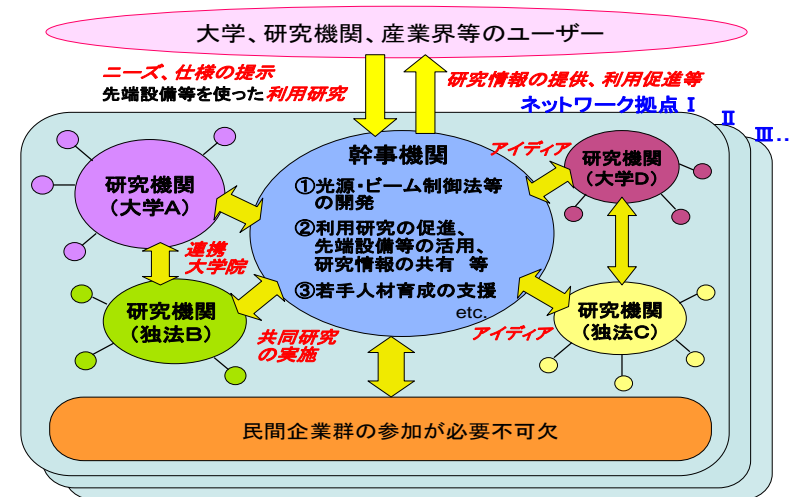 大学、研究機関、産業界等のユーザー
ニーズ、仕様の提示
先端設備等を使った利用研究
研究情報の提供、利用促進等
ネットワーク拠点Ⅰ
Ⅱ
Ⅲ..
幹事機関
①光源・ビーム制御法等
の開発
②利用研究の促進、
先端設備等の活用、
研究情報の共有 等
③若手人材育成の支援
etc.
研究機関
(大学A)
アイディア
研究機関
(大学D)
連携
大学院
研究機関
(独法B)
共同研究
の実施
アイディア
研究機関
(独法C)
民間企業群の参加が必要不可欠